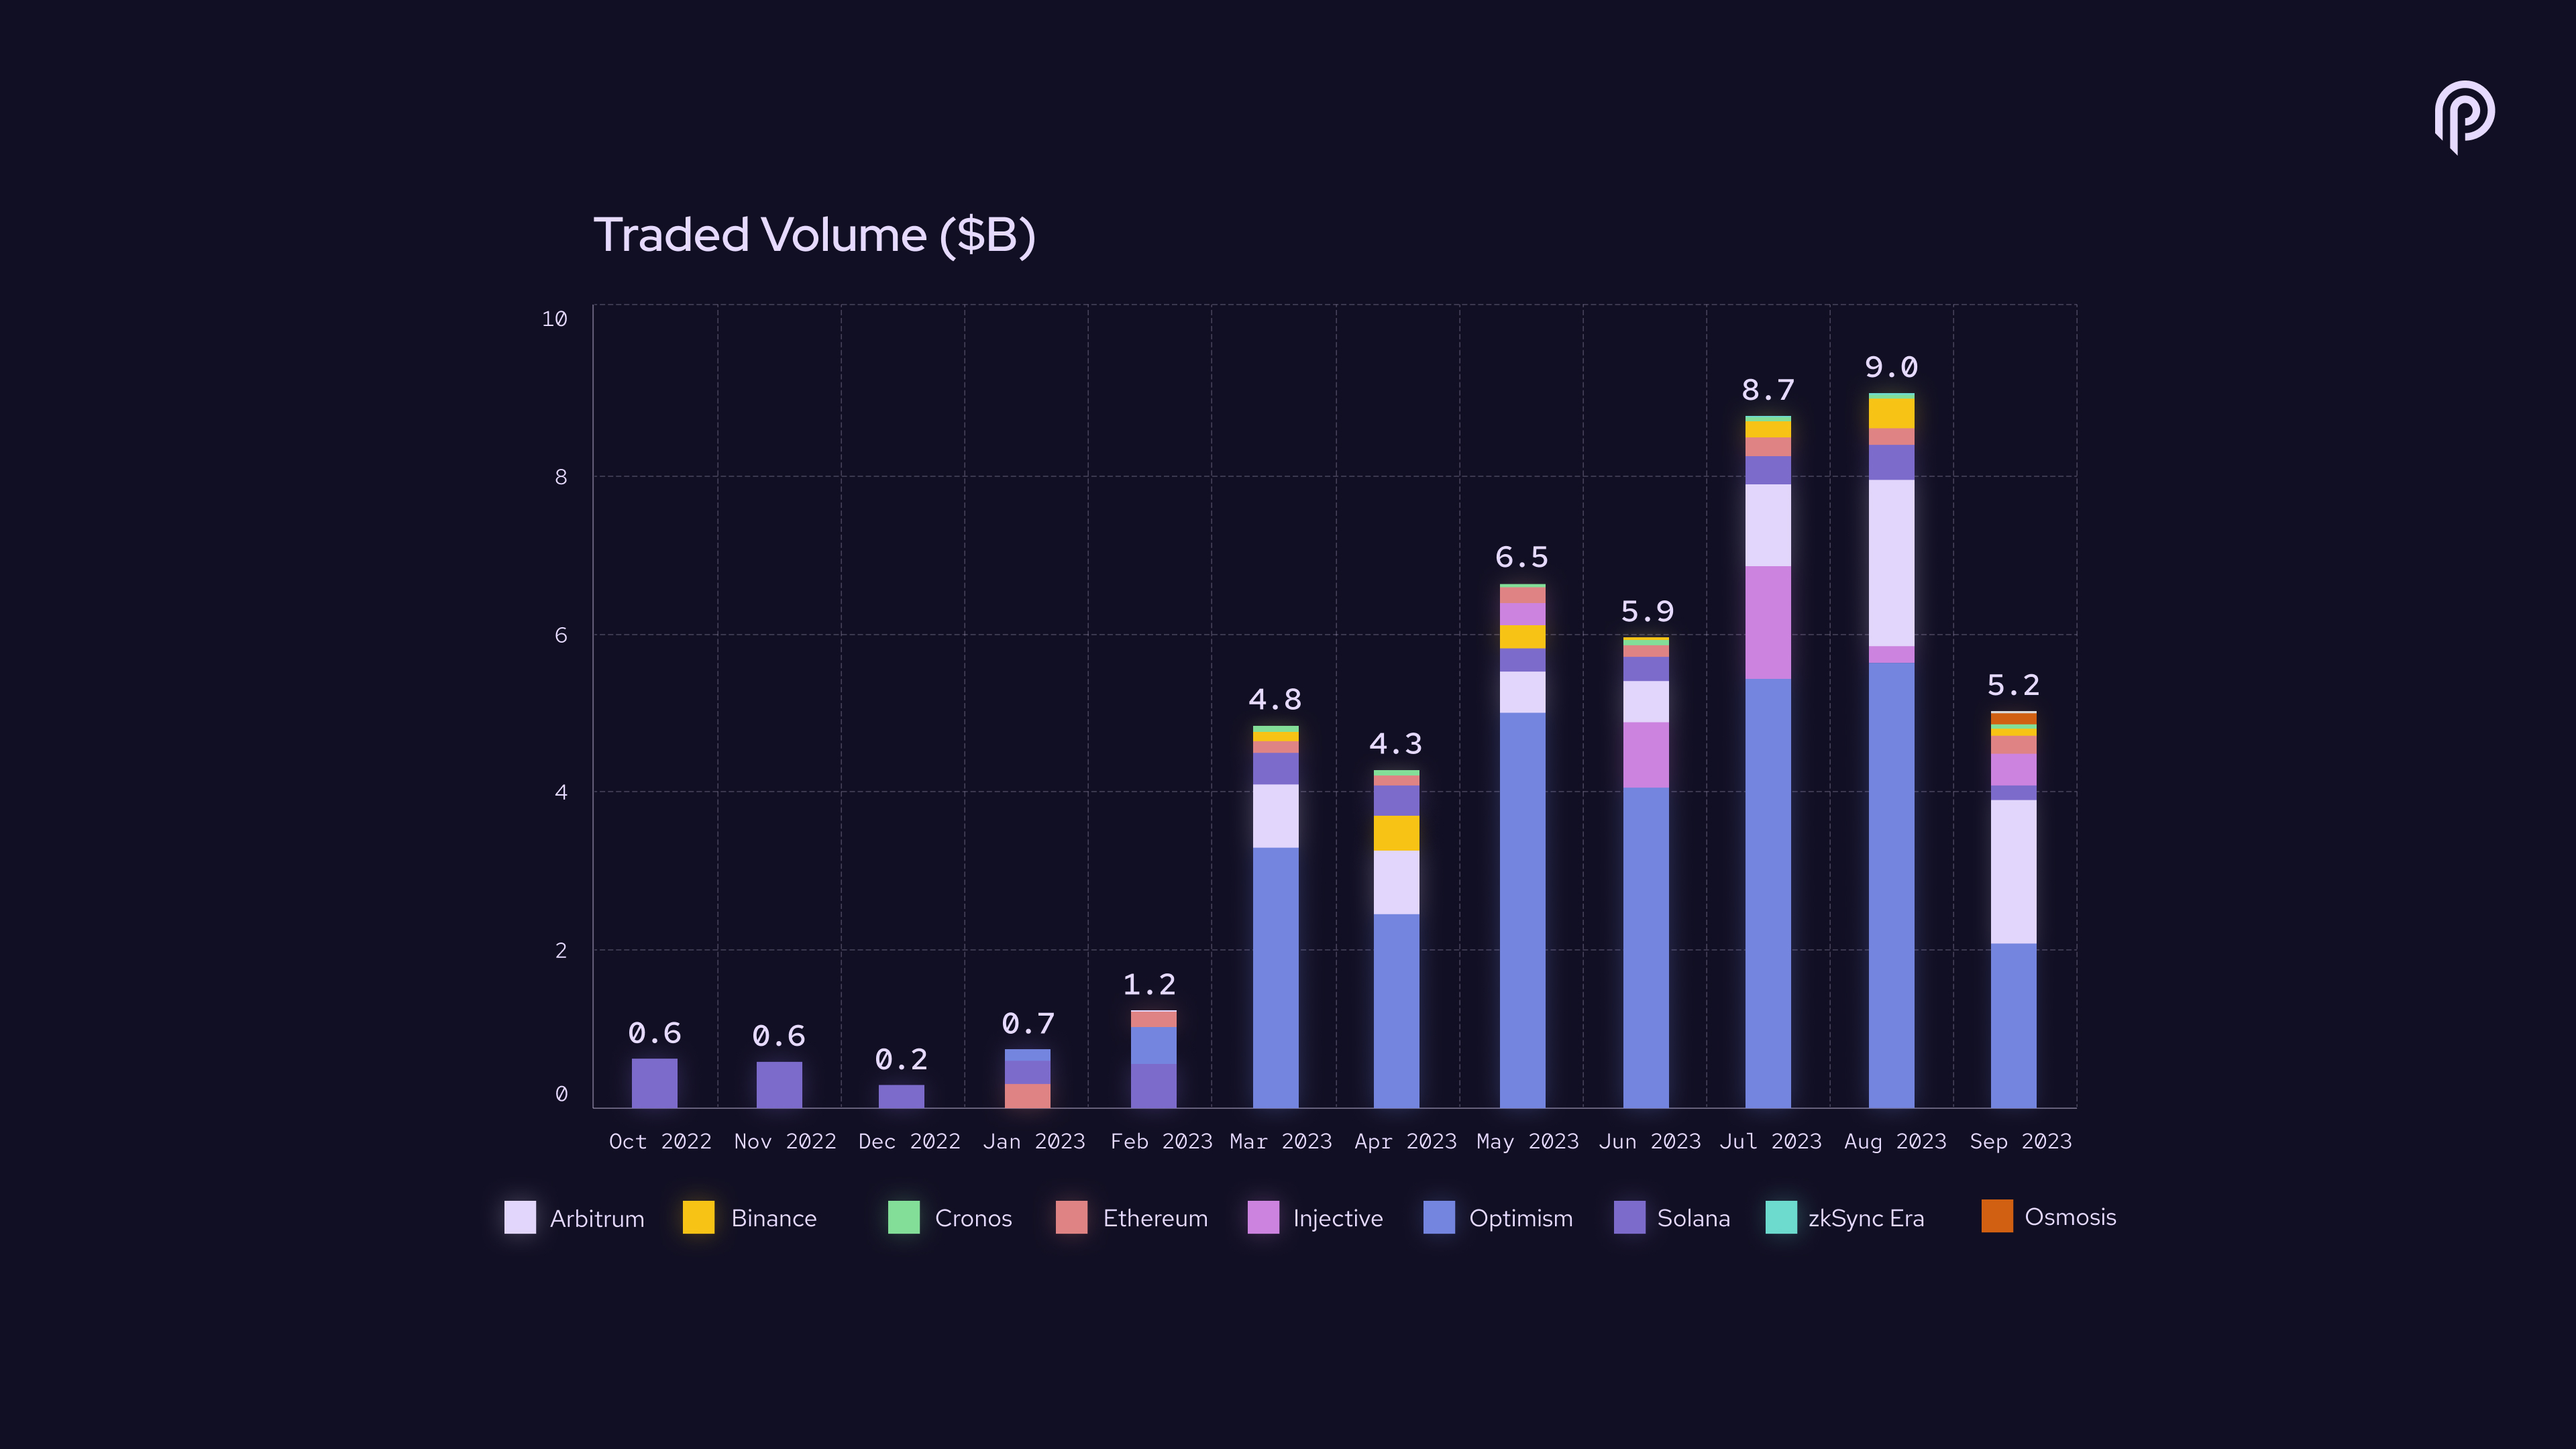 Traded Volume ($B)
10
8
6
4
2
0
0.6
0.6
0.2
0.7
1.2
4.8
4.3
6.5
5.9
8.7
9.0
5.2
Oct 2022
Nov 2022
Dec 2022
Jan 2023
Feb 2023
Mar 2023
Apr 2023
May 2023
Jun 2023
Jul 2023
Aug 2023
Sep 2023
Arbitrum
Binance
Cronos
Ethereum
Injective
Optimism
Solana
zkSync Era
Osmosis